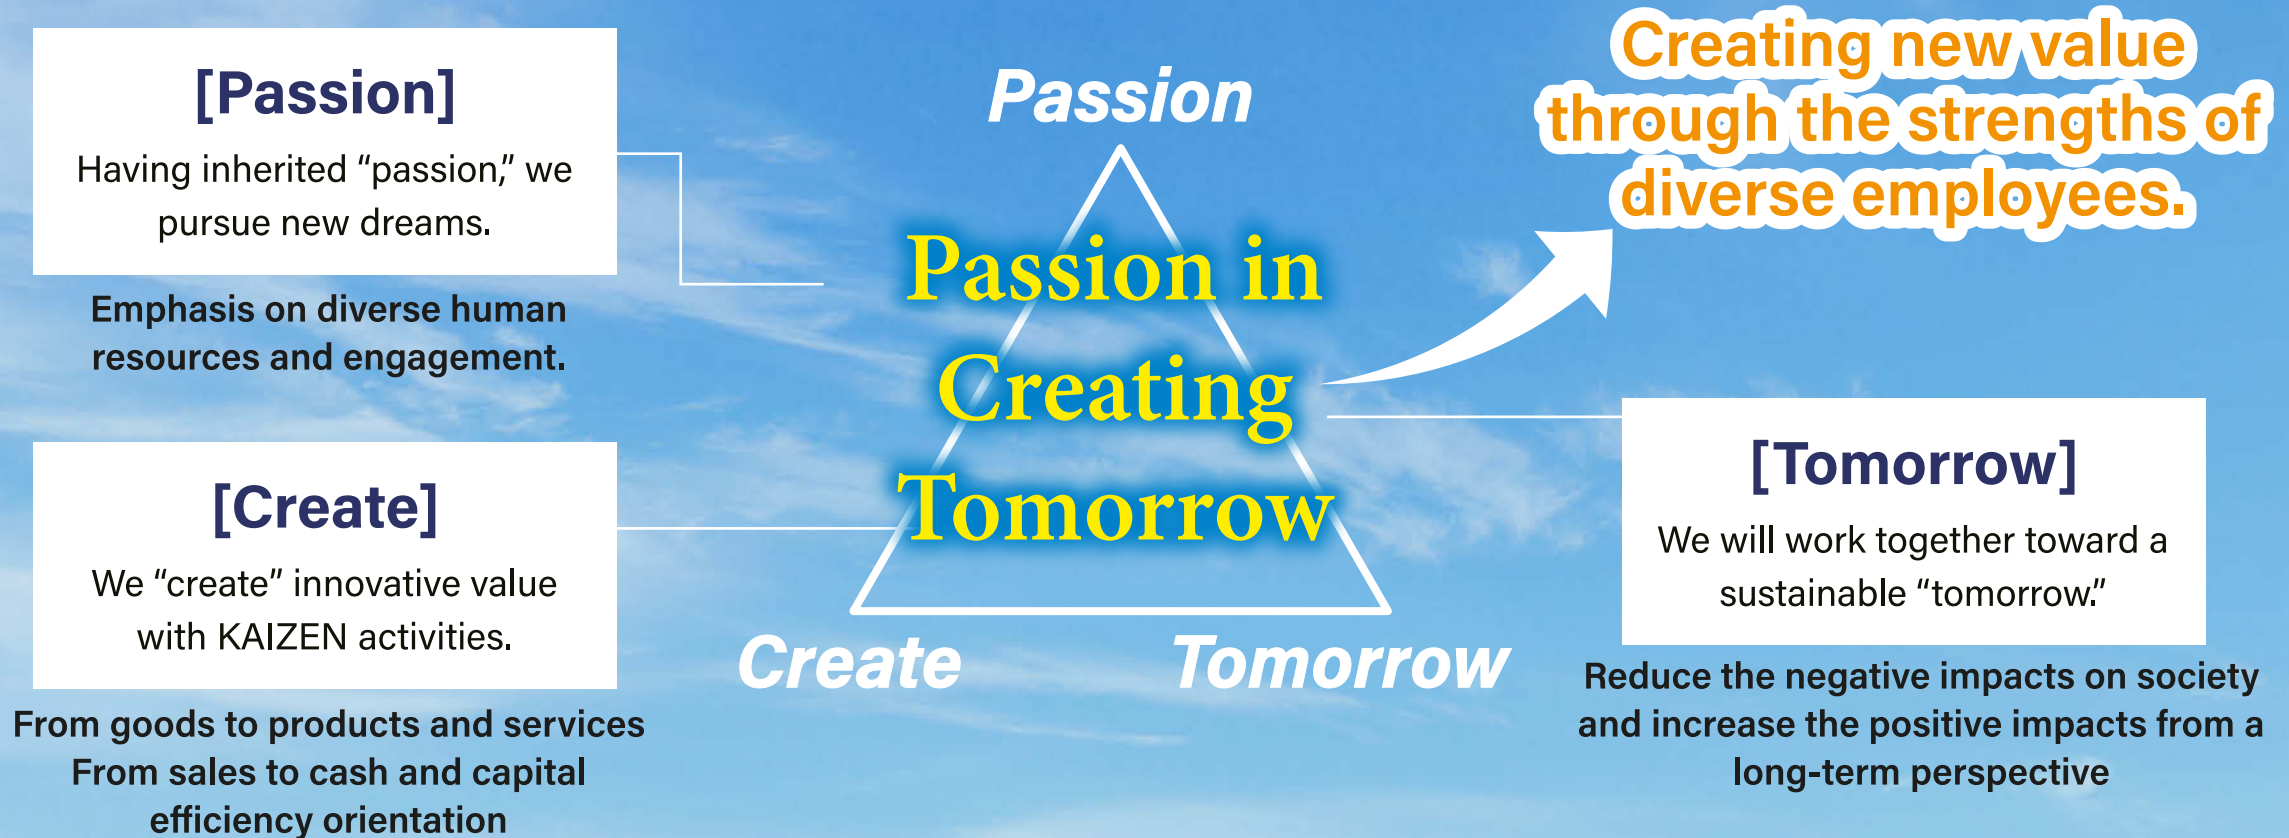 [Passion]
Having inherited “passion,” we
pursue new dreams.
Emphasis on diverse human
resources and engagement.
[Create]
We “create” innovative value
with KAIZEN activities.
From goods to products and services
From sales to cash and capital
efficiency orientation
Passion
Passion in
Creating
Tomorrow
Create
Tomorrow
Creating new value
through the strengths of
diverse employees.
[Tomorrow]
We will work together toward a
sustainable “tomorrow.”
Reduce the negative impacts on society
and increase the positive impacts from a
long-term perspective